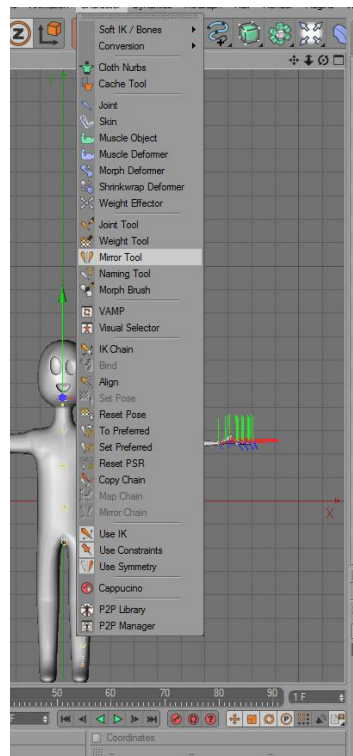 Soft IK / Bones
Conversion
Cloth Nurbs
Cache Tool
Joint
Skin
Muscle Object
Muscle Deformer
Morph Deformer
Shrinkwrap Deformer
Weight Effector
Joint Tool
Weight Tool
Mirror Tool
Naming Tool
Morph Brush
VAMP
Visual Selector
IK Chain
Bind
Align
Set Pose
Reset Pose
To Preferred
Set Preferred
Reset PSR
Copy Chain
Map Chain
Mirror Chain
Use IK
Use Constraints
Use Symmetry
Cappucino
P2P Library
P2P Manager
X
50 60 70 80 90 1 F
F
Coordinates